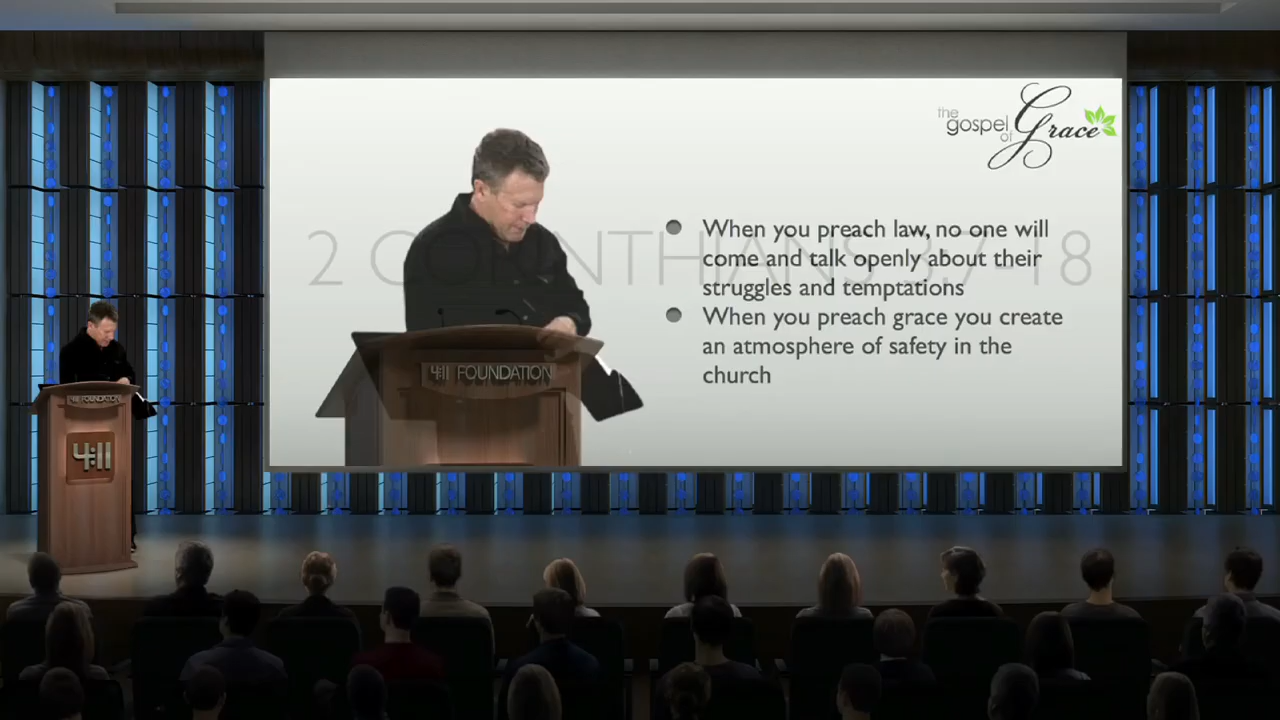 the
gospel
of
Grace
When you preach law, no one will
come and talk openly about their
struggles and temptations
When you preach grace you create
an atmosphere of safety in the
church
2 CORINTHIANS 3:7-18
4:11 FOUNDATION
4:11 FOUNDATION
4:11